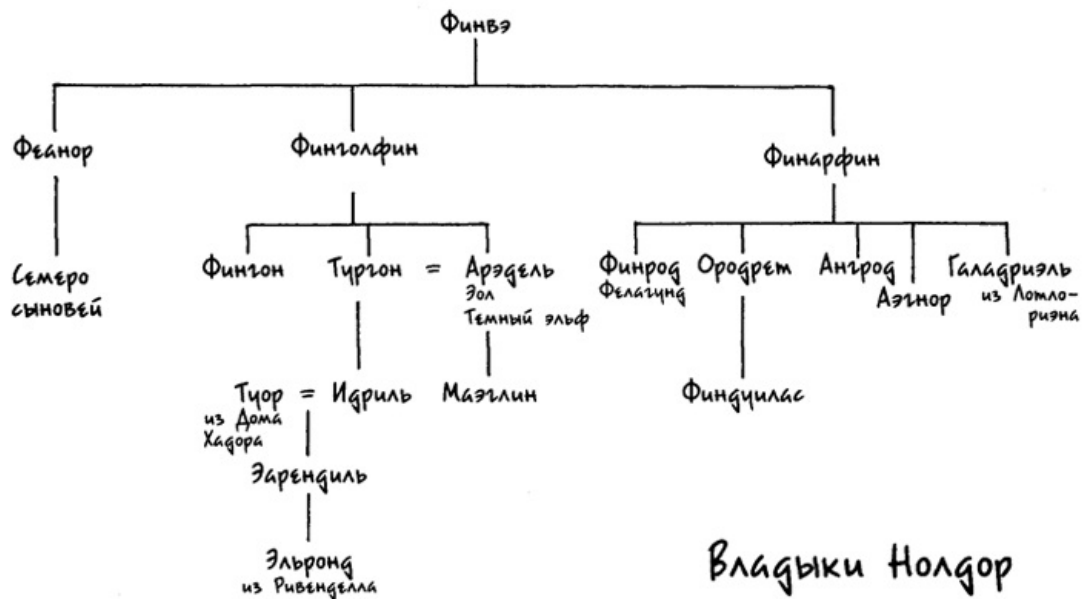 Финвэ
Феанор Финголфин Финарфин
Семеро
сыновей
Фингон Тургон = Арэдель
Эол
Темный эльф
Финрод
Фелагунд
Ородрет Ангрод
Аэгнор
Галадриэль
из Лотло-
риэна
Туор = Идриль Маэглин
из Дома
Хадора
Финдуилас
Эарендиль
Эльронд
из Ривенделла
Владыки Нолдор